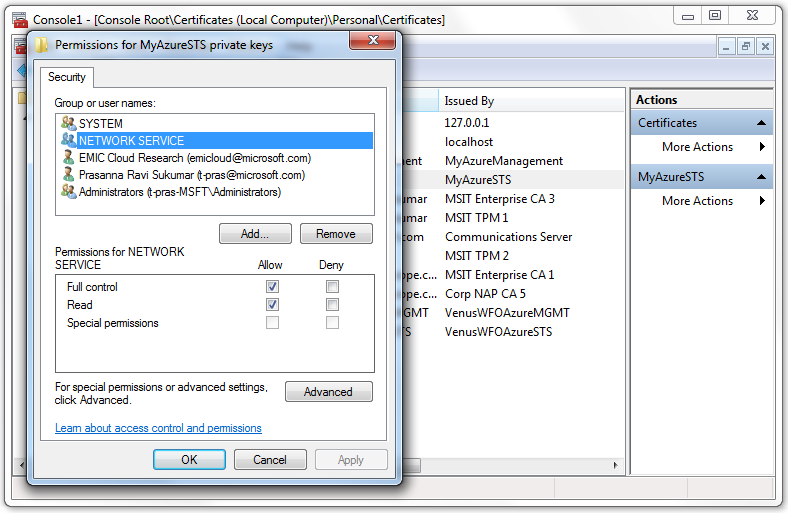 Console1 - [Console Root\Certificates (Local Computer)\Personal\Certificates]
Permissions for MyAzureSTS private keys
Security
Group or user names:
SYSTEM
NETWORK SERVICE
EMIC Cloud Research (emicloud@microsoft.com)
Prasanna Ravi Sukumar (t-pras@microsoft.com)
Administrators (t-pras-MSFT\Administrators)
Add...
Remove
Permissions for NETWORK
SERVICE
Allow
Deny
Full control
Read
Special permissions
For special permissions or advanced settings,
click Advanced.
Advanced
Learn about access control and permissions
OK
Cancel
Apply
Issued By
127.0.0.1
localhost
ment MyAzureManagement
MyAzureSTS
umar MSIT Enterprise CA 3
umar MSIT TPM 1
.com Communications Server
MSIT TPM 2
ope.c... MSIT Enterprise CA 1
ope.c... Corp NAP CA 5
GMT VenusWFOAzureMGMT
TS VenusWFOAzureSTS
Actions
Certificates
More Actions
MyAzureSTS
More Actions